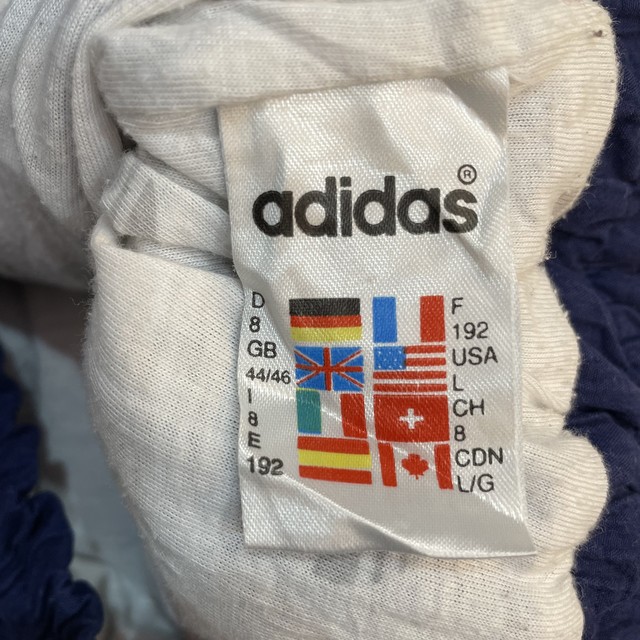 adidas®
D
8
GB
44/46
I
8
E
192
F
192
USA
L
CH
8
CDN
L/G